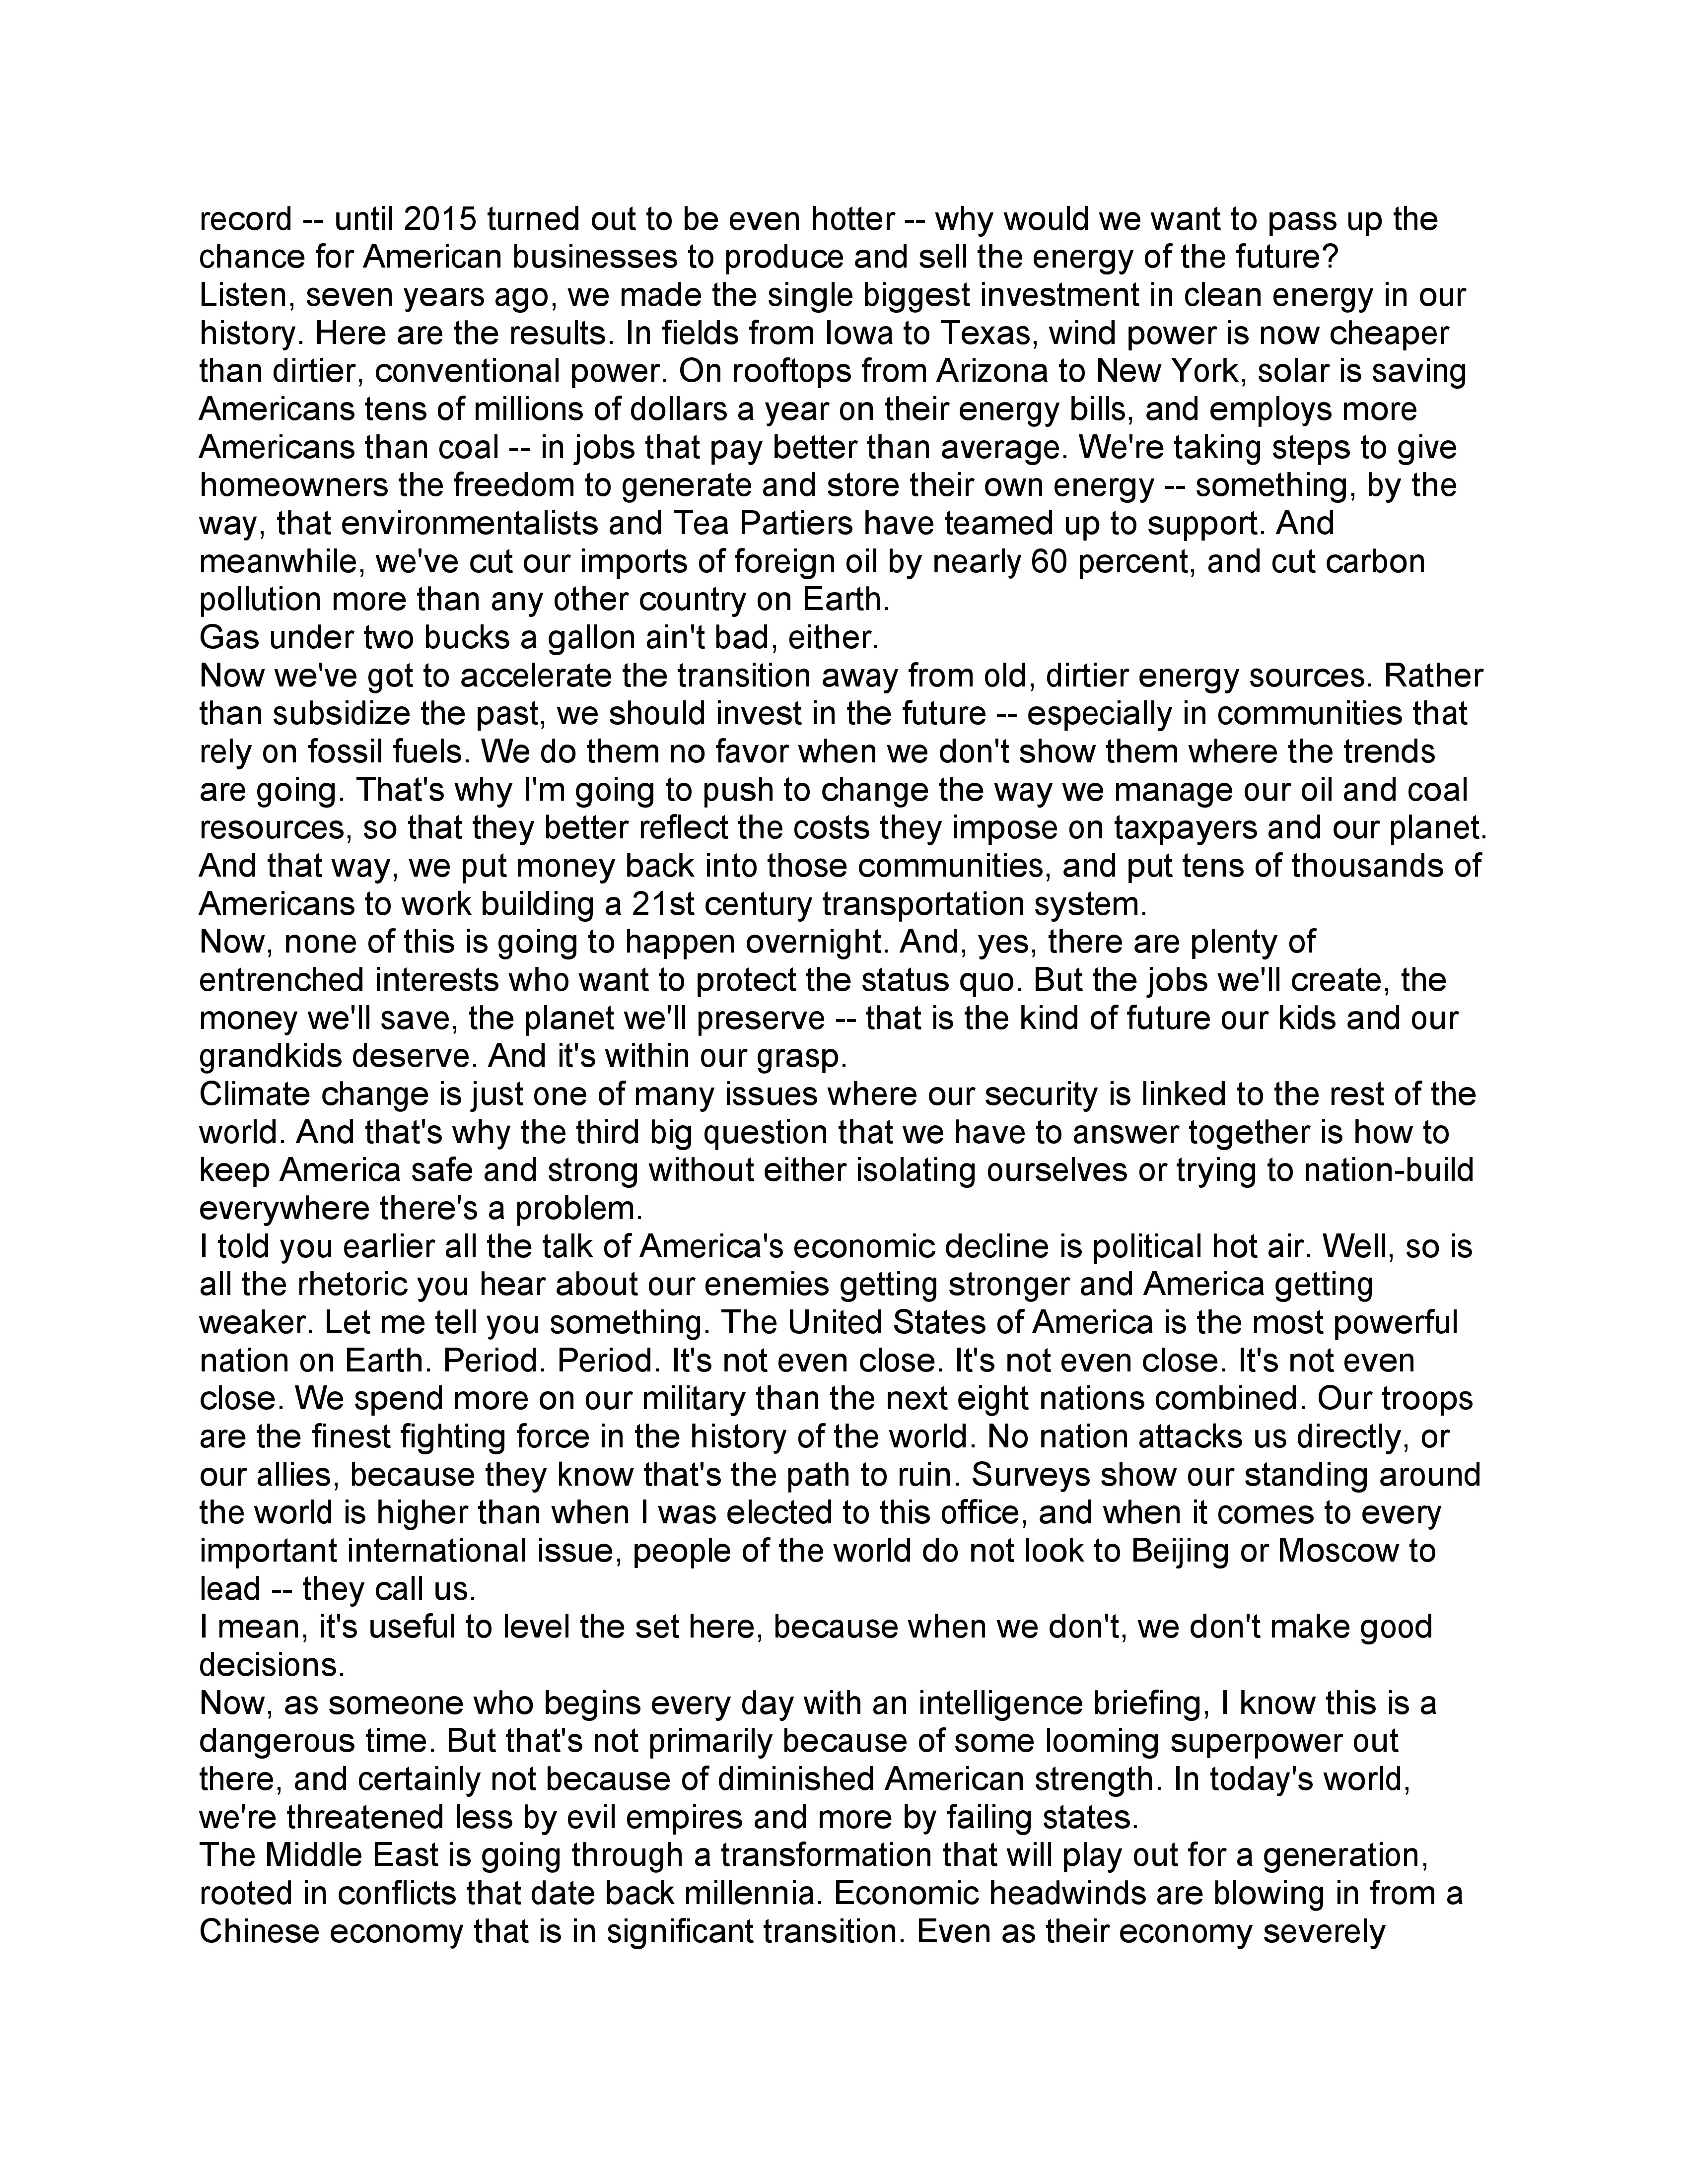 record -- until 2015 turned out to be even hotter -- why would we want to pass up the
chance for American businesses to produce and sell the energy of the future?
Listen, seven years ago, we made the single biggest investment in clean energy in our
history. Here are the results. In fields from Iowa to Texas, wind power is now cheaper
than dirtier, conventional power. On rooftops from Arizona to New York, solar is saving
Americans tens of millions of dollars a year on their energy bills, and employs more
Americans than coal -- in jobs that pay better than average. We're taking steps to give
homeowners the freedom to generate and store their own energy -- something, by the
way, that environmentalists and Tea Partiers have teamed up to support. And
meanwhile, we've cut our imports of foreign oil by nearly 60 percent, and cut carbon
pollution more than any other country on Earth.
Gas under two bucks a gallon ain't bad, either.
Now we've got to accelerate the transition away from old, dirtier energy sources. Rather
than subsidize the past, we should invest in the future -- especially in communities that
rely on fossil fuels. We do them no favor when we don't show them where the trends
are going. That's why I'm going to push to change the way we manage our oil and coal
resources, so that they better reflect the costs they impose on taxpayers and our planet.
And that way, we put money back into those communities, and put tens of thousands of
Americans to work building a 21st century transportation system.
Now, none of this is going to happen overnight. And, yes, there are plenty of
entrenched interests who want to protect the status quo. But the jobs we'll create, the
money we'll save, the planet we'll preserve -- that is the kind of future our kids and our
grandkids deserve. And it's within our grasp.
Climate change is just one of many issues where our security is linked to the rest of the
world. And that's why the third big question that we have to answer together is how to
keep America safe and strong without either isolating ourselves or trying to nation-build
everywhere there's a problem.
I told you earlier all the talk of America's economic decline is political hot air. Well, so is
all the rhetoric you hear about our enemies getting stronger and America getting
weaker. Let me tell you something. The United States of America is the most powerful
nation on Earth. Period. Period. It's not even close. It's not even close. It's not even
close. We spend more on our military than the next eight nations combined. Our troops
are the finest fighting force in the history of the world. No nation attacks us directly, or
our allies, because they know that's the path to ruin. Surveys show our standing around
the world is higher than when I was elected to this office, and when it comes to every
important international issue, people of the world do not look to Beijing or Moscow to
lead -- they call us.
I mean, it's useful to level the set here, because when we don't, we don't make good
decisions.
Now, as someone who begins every day with an intelligence briefing, I know this is a
dangerous time. But that's not primarily because of some looming superpower out
there, and certainly not because of diminished American strength. In today's world,
we're threatened less by evil empires and more by failing states.
The Middle East is going through a transformation that will play out for a generation,
rooted in conflicts that date back millennia. Economic headwinds are blowing in from a
Chinese economy that is in significant transition. Even as their economy severely